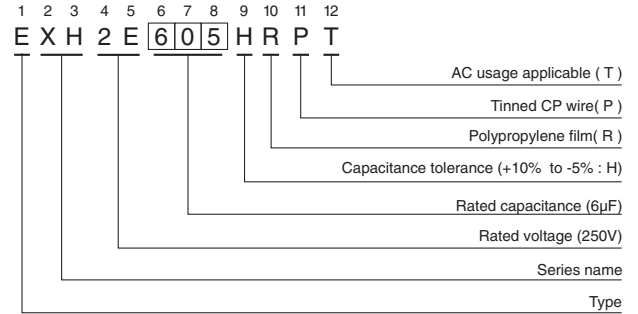 1 2 3 4 5 6 7 8 9 10 11 12
E X H 2 E 6 0 5 H R P T
AC usage applicable ( T )
Tinned CP wire( P )
Polypropylene film( R )
Capacitance tolerance (+10% to -5% : H)
Rated capacitance (6µF)
Rated voltage (250V)
Series name
Type